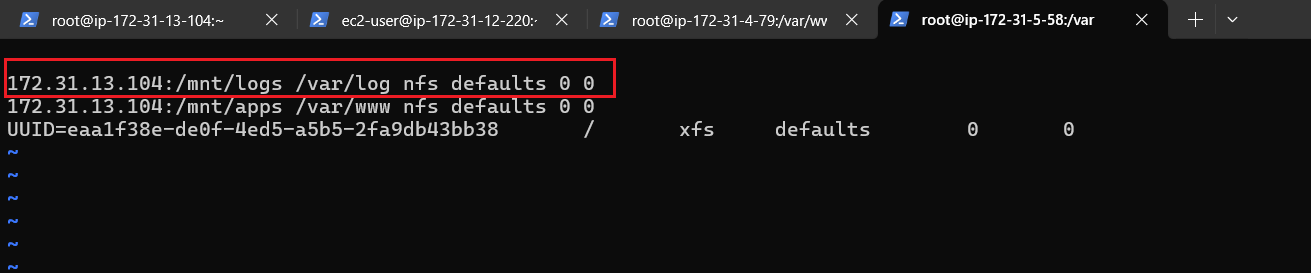 root@ip-172-31-13-104:~
ec2-user@ip-172-31-12-220:~
root@ip-172-31-4-79:/var/wv
root@ip-172-31-5-58:/var
172.31.13.104:/mnt/logs /var/log nfs defaults 0 0
172.31.13.104:/mnt/apps /var/www nfs defaults 0 0
UUID=eaa1f38e-de0f-4ed5-a5b5-2fa9db43bb38 / xfs defaults 0 0
~
~
~
~
~
~